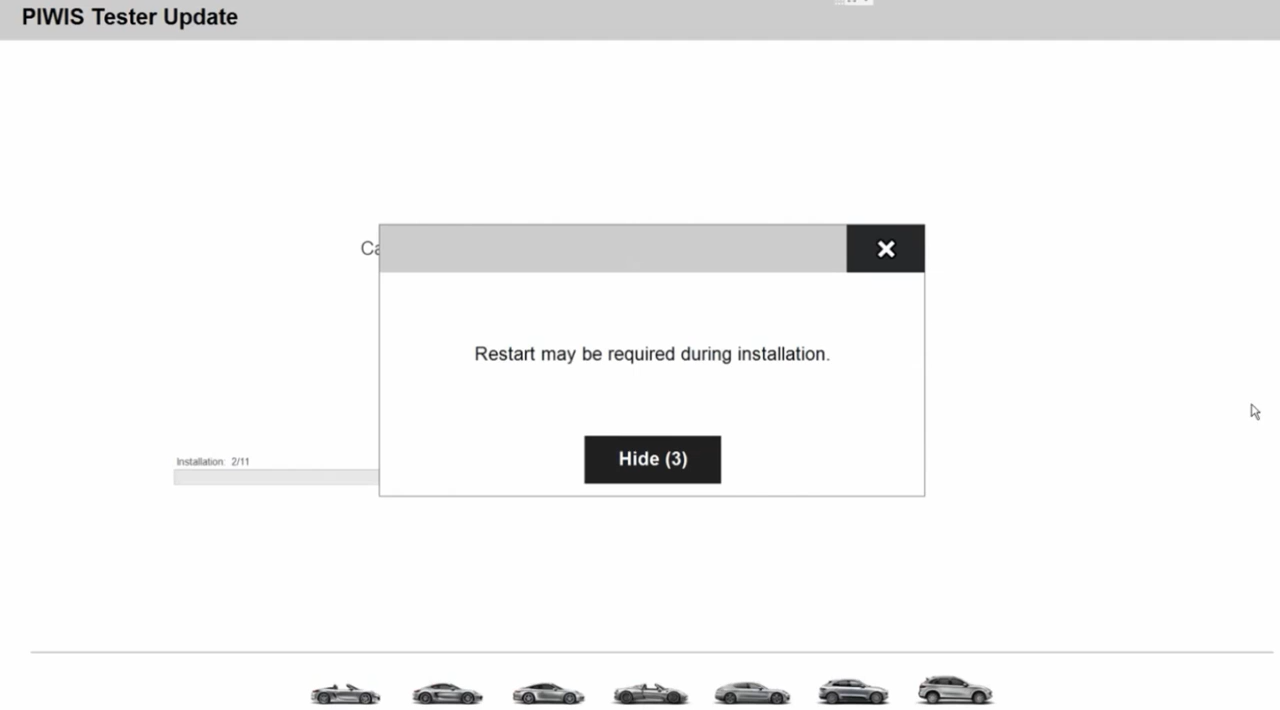 PIWIS Tester Update
Restart may be required during installation.
Hide (3)
Installation: 2/11